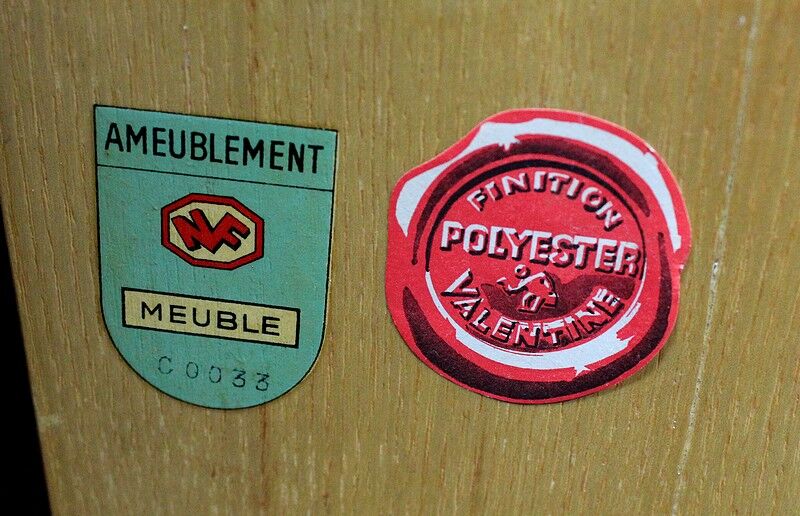 AMEUBLEMENT
NF
MEUBLE
C0033
FINITION
POLYESTER
VALENTINE